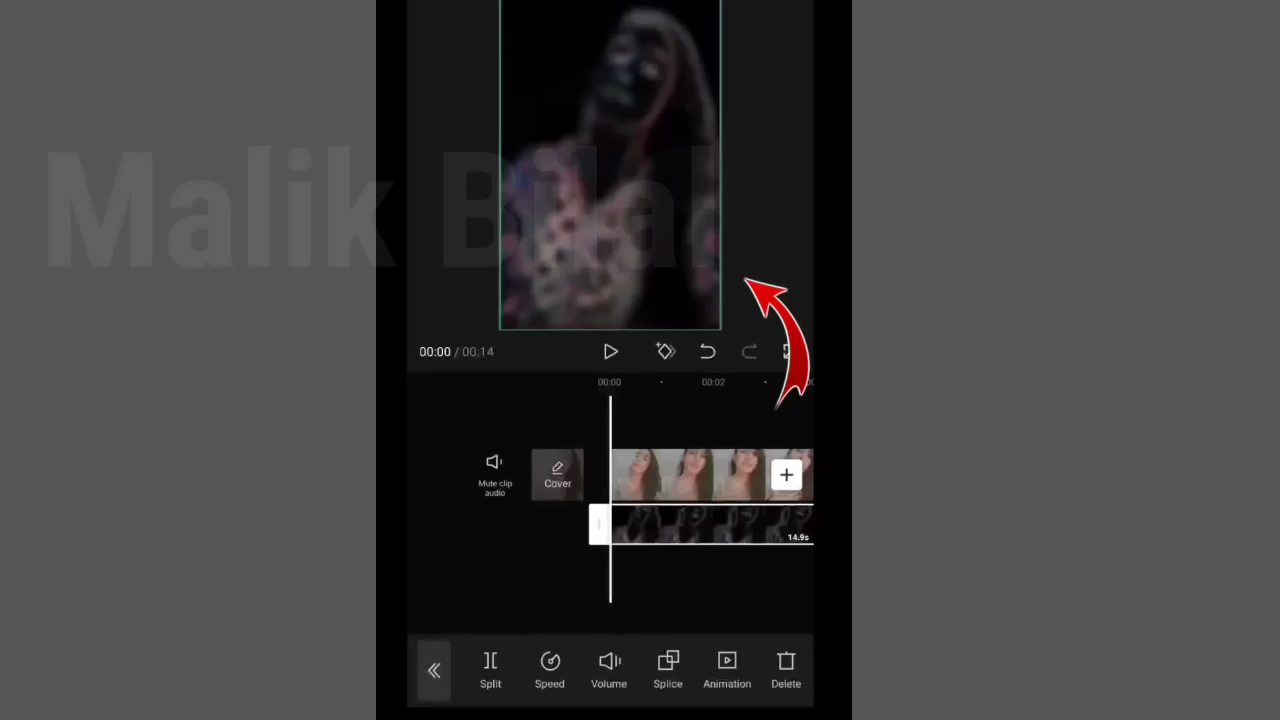 Malik Bilal
00:00 / 00:14
00:00 00:02
Mute clip
audio
Cover
14.9s
Split Speed Volume Splice Animation Delete